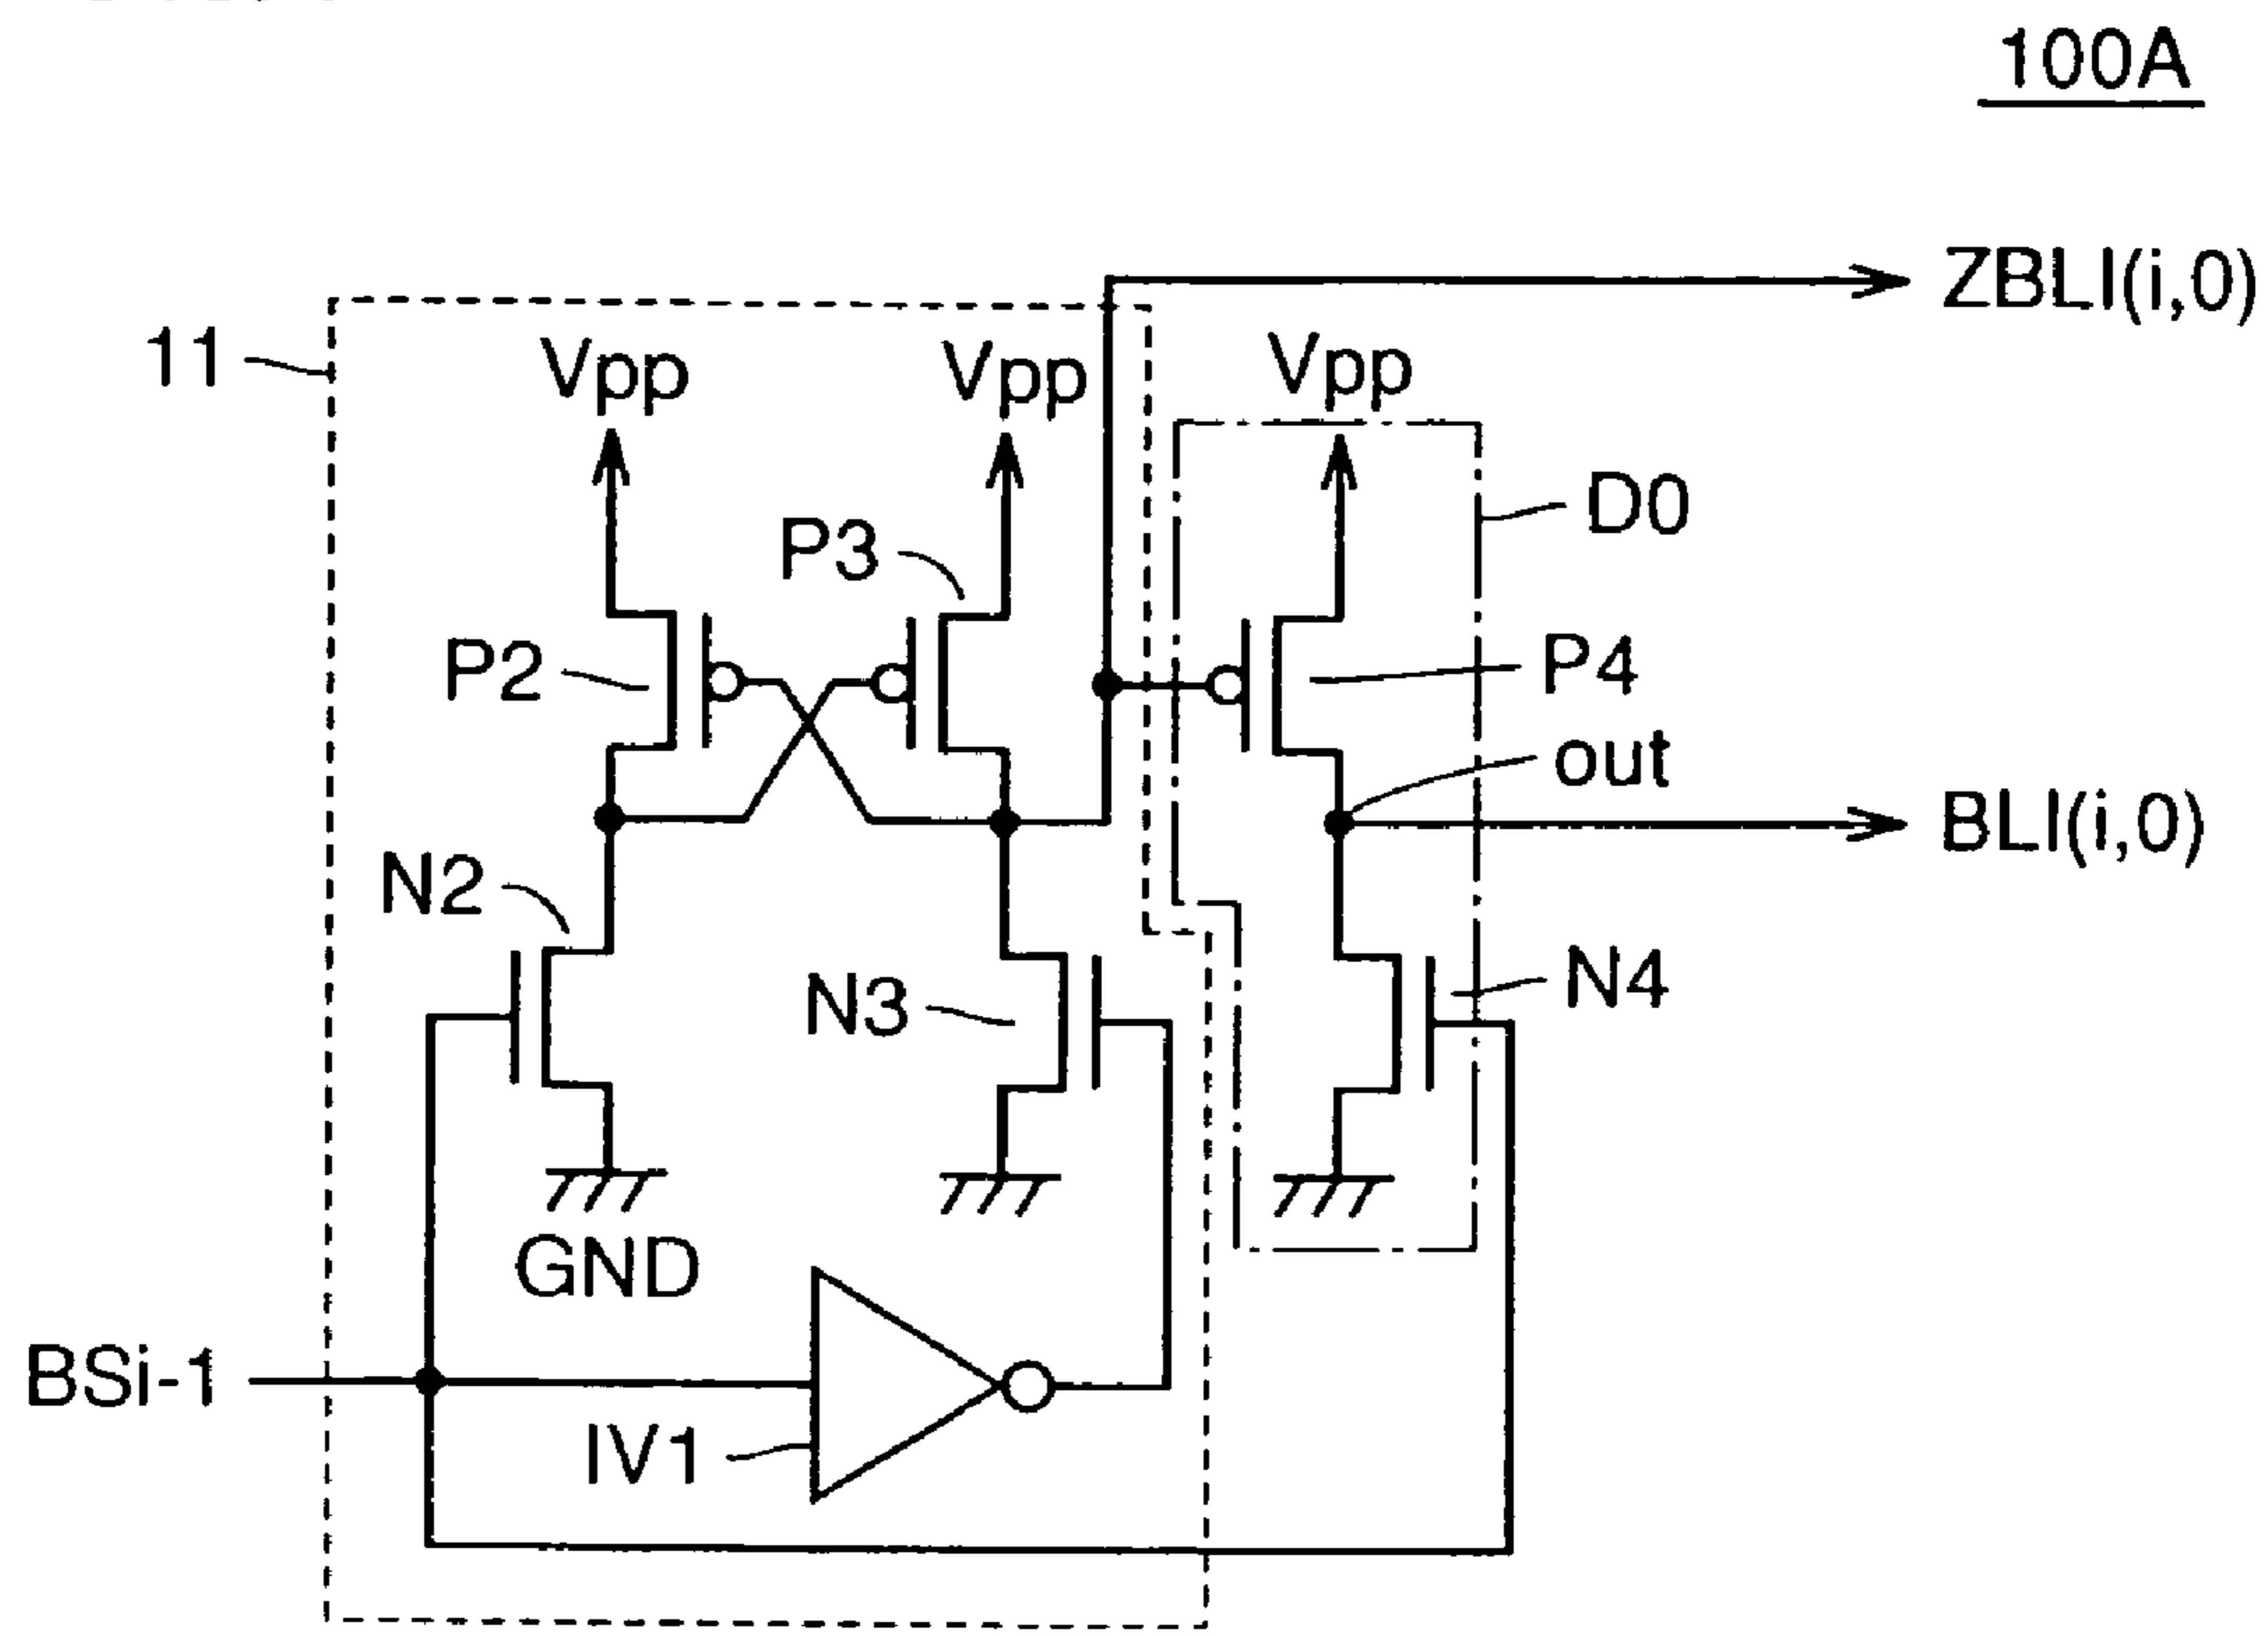 100A
ZBLI(i,0)
11
Vpp
Vpp
Vpp
D0
P3
P2
P4
out
BLI(i,0)
N2
N3
N4
GND
BSi-1
IV1